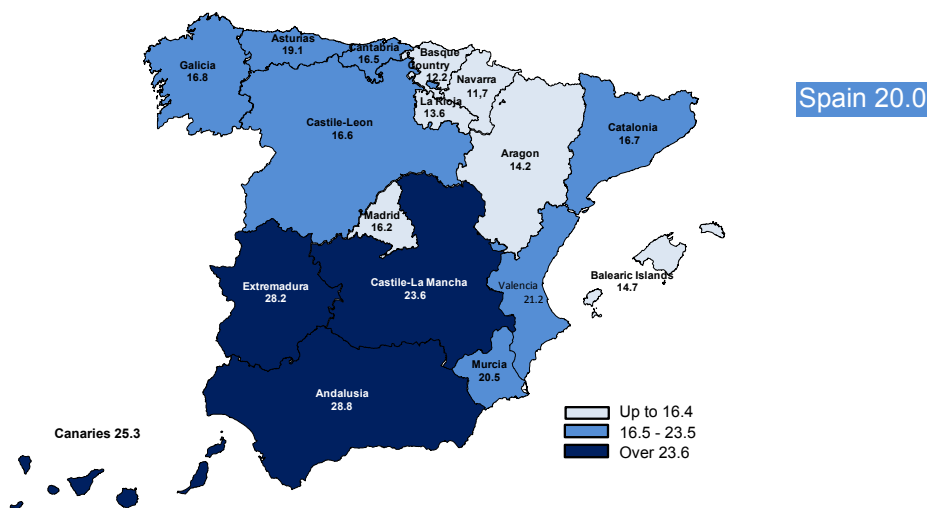 Asturias
19.1
Cantabria
16.5
Basque
Country
12.2
Galicia
16.8
Navarra
11,7
La Rioja
13.6
Spain 20.0
Castile-Leon
16.6
Catalonia
16.7
Aragon
14.2
Madrid
16.2
Balearic Islands
14.7
Extremadura
28.2
Castile-La Mancha
23.6
Valencia
21.2
Murcia
20.5
Andalusia
28.8
Up to 16.4
16.5 - 23.5
Over 23.6
Canaries 25.3